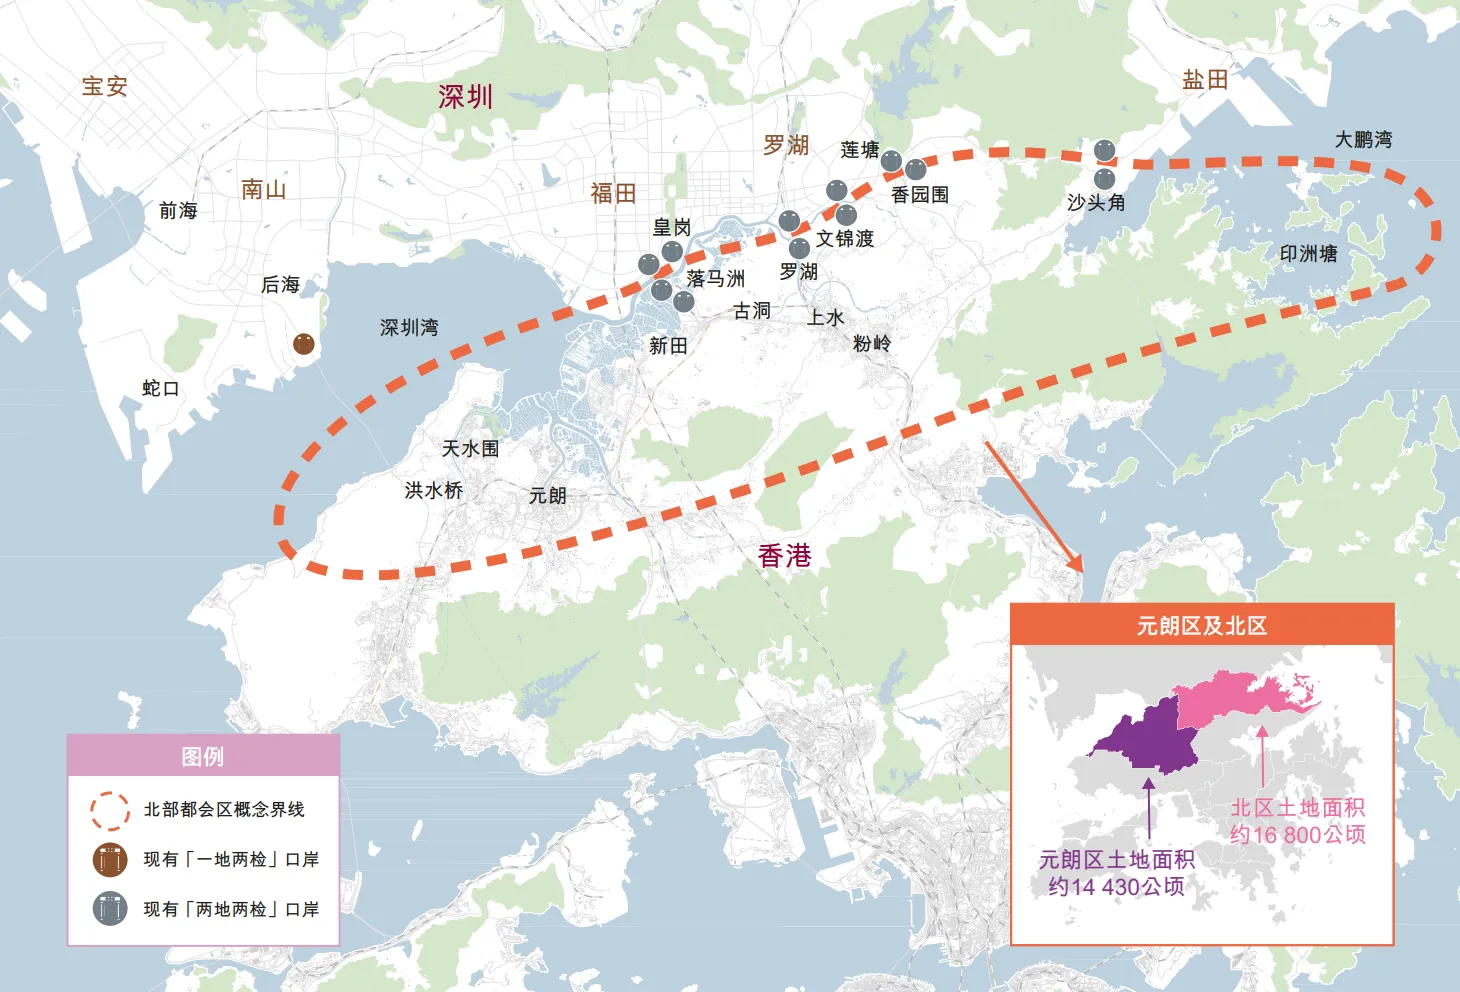 宝安
深圳
盐田
大鹏湾
罗湖
莲塘
南山
福田
香园围
前海
沙头角
皇岗
文锦渡
印洲塘
后海
落马洲
罗湖
深圳湾
古洞
上水
新田
粉岭
蛇口
天水围
洪水桥
元朗
香港
元朗区及北区
北区土地面积
约16 800公顷
元朗区土地面积
约14 430公顷
图例
北部都会区概念界线
现有「一地两检」口岸
现有「两地两检」口岸